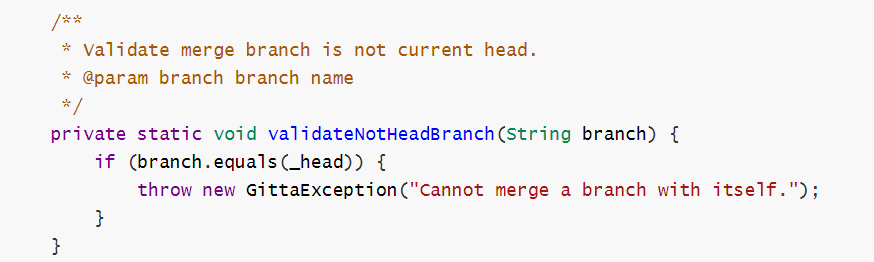 /**
 * Validate merge branch is not current head.
 * @param branch branch name
 */
private static void validateNotHeadBranch(String branch) {
    if (branch.equals(_head)) {
        throw new GittaException("Cannot merge a branch with itself.");
    }
}